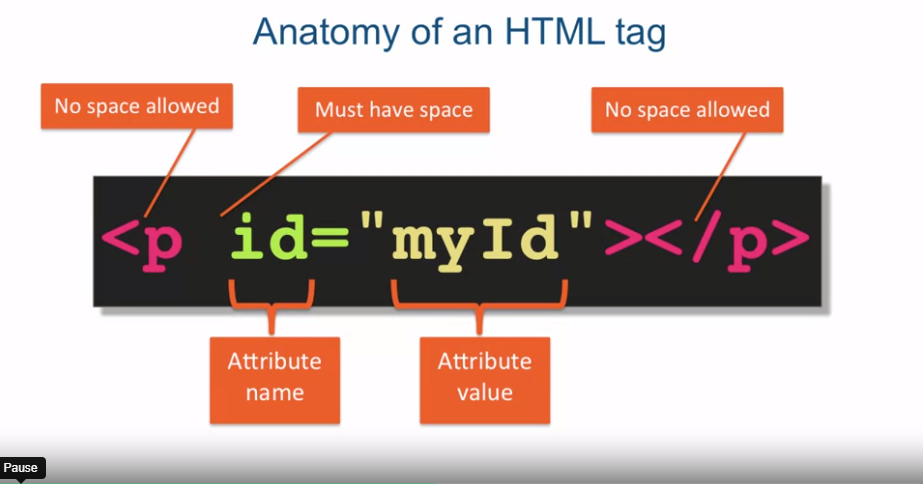 Anatomy of an HTML tag
No space allowed
Must have space
No space allowed
<p id="myId"></p>
Attribute
name
Attribute
value
Pause